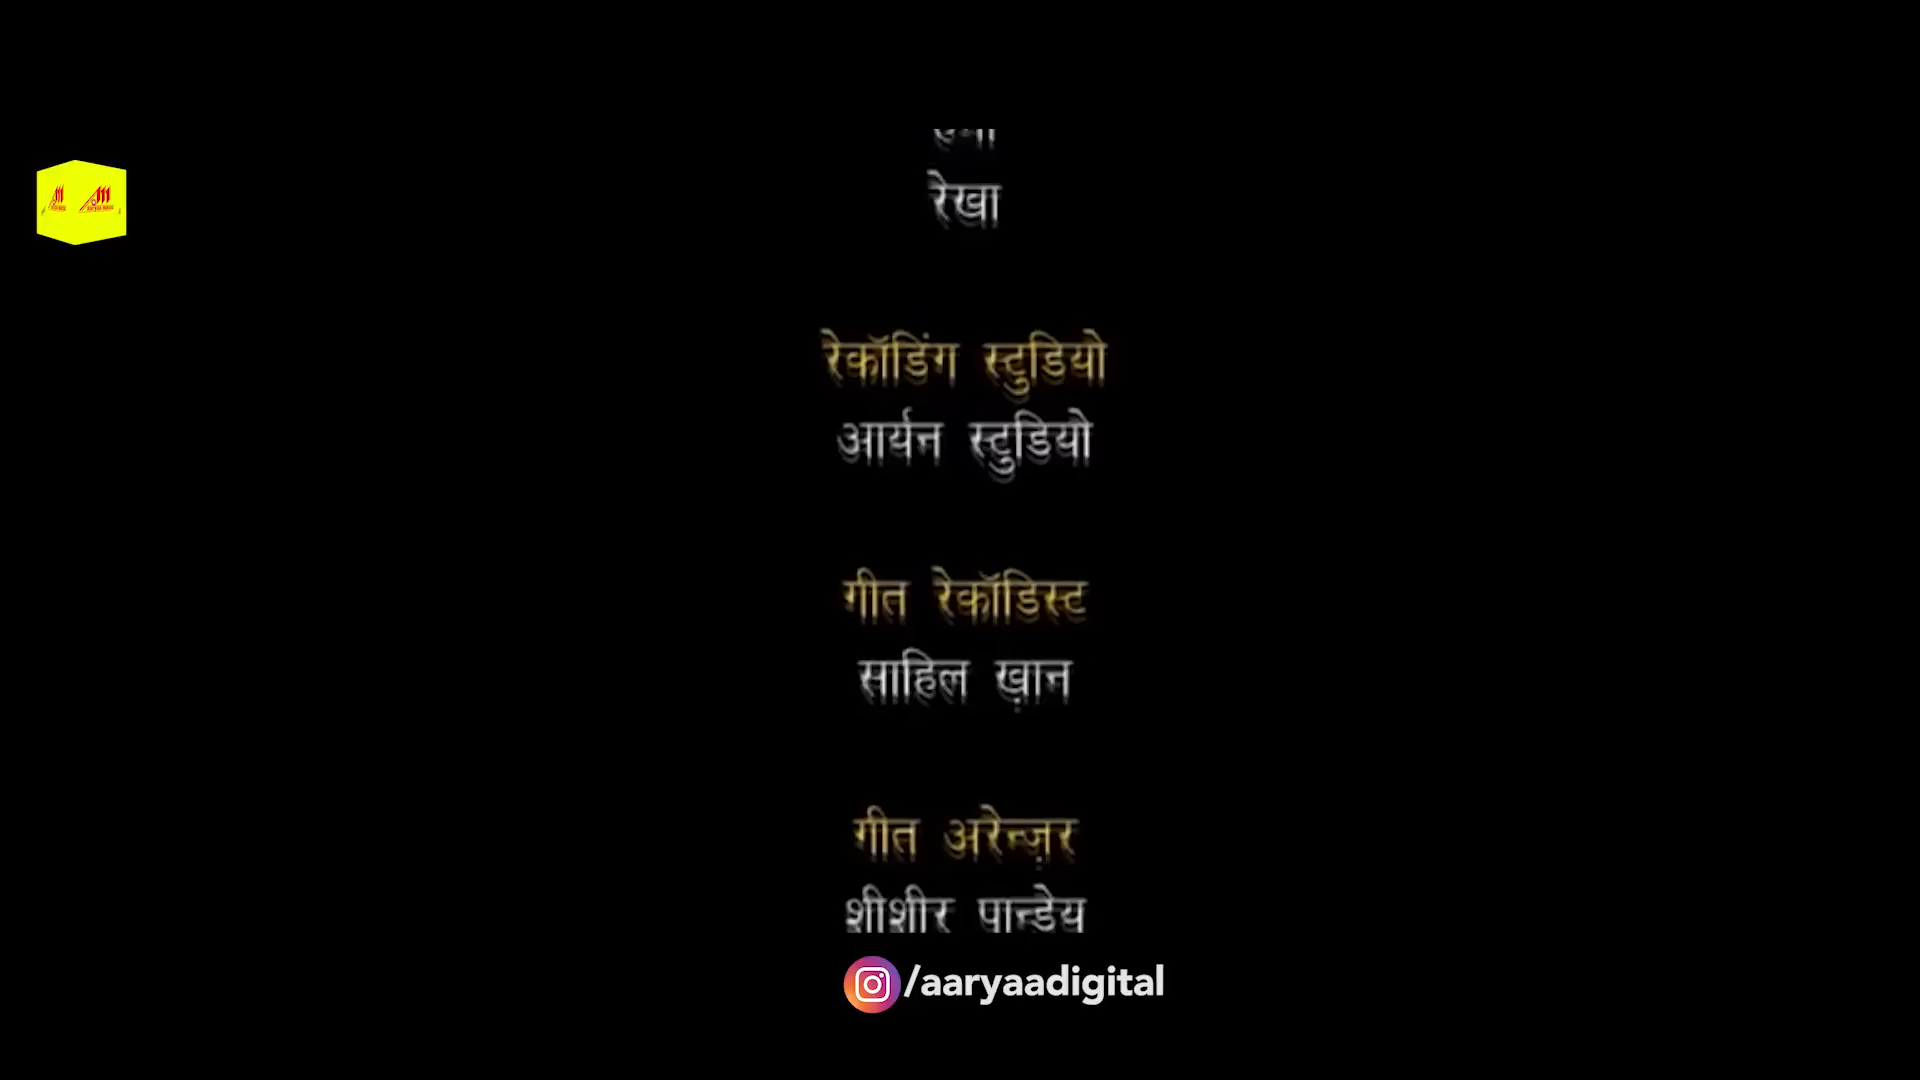 रेखा
रेकॉडिंग स्टुडियो
आर्यन स्टुडियो
गीत रेकॉडिस्ट
साहिल ख़ान
गीत अरेन्ज़र
शीशीर पान्डेय
/aaryaadigital